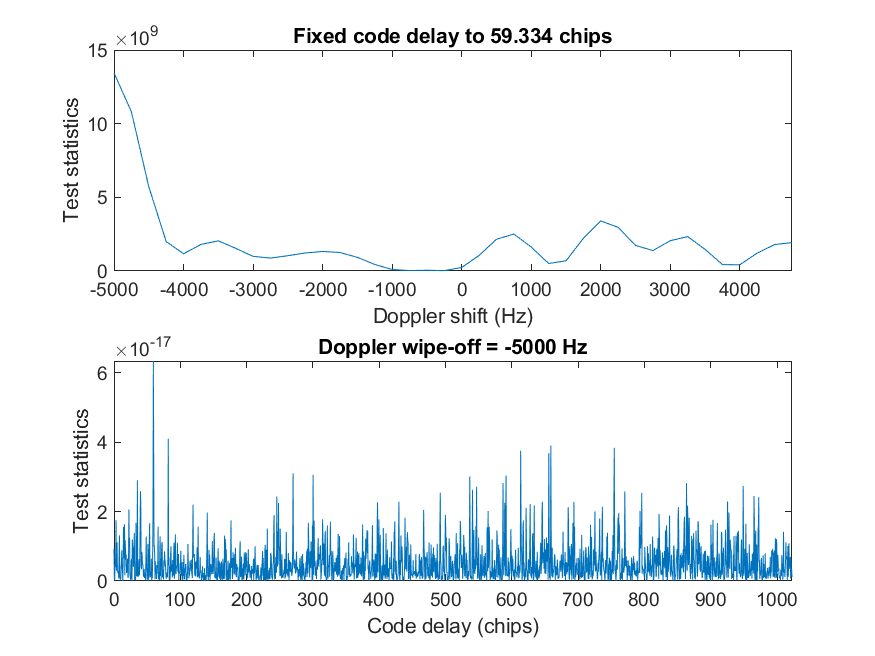 ×10^9
Fixed code delay to 59.334 chips
15
10
5
0
Test statistics
-5000 -4000 -3000 -2000 -1000 0 1000 2000 3000 4000
Doppler shift (Hz)
×10^-17
Doppler wipe-off = -5000 Hz
6
4
2
0
Test statistics
0 100 200 300 400 500 600 700 800 900 1000
Code delay (chips)